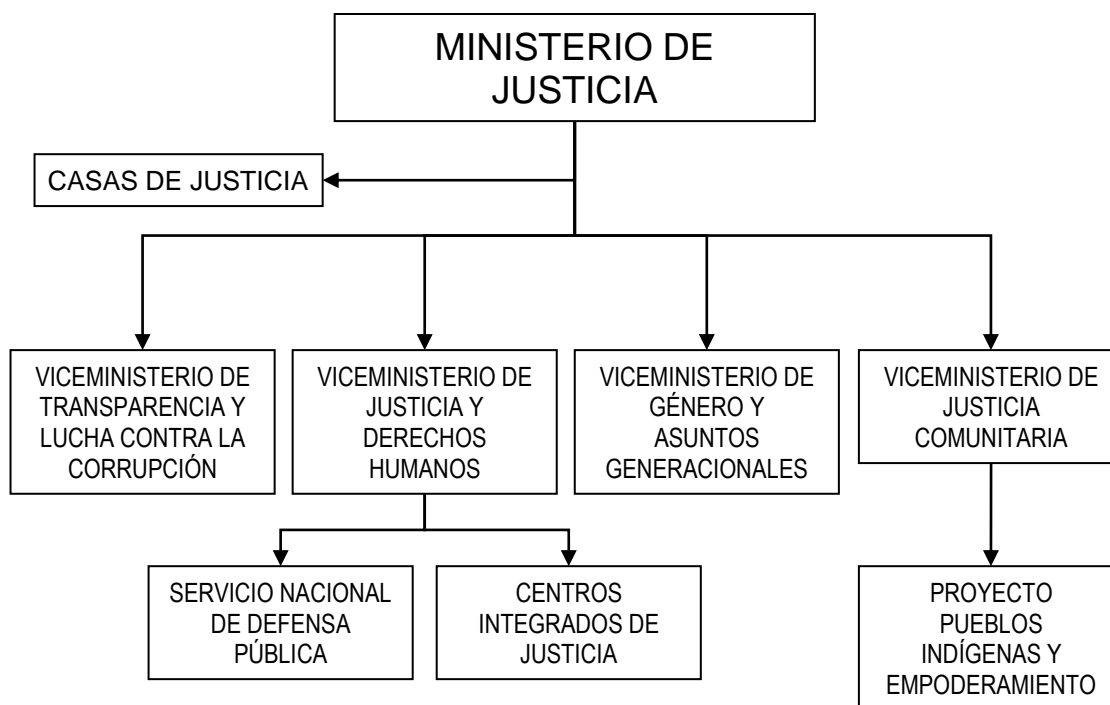 MINISTERIO DE
JUSTICIA
CASAS DE JUSTICIA
VICEMINISTERIO DE
TRANSPARENCIA Y
LUCHA CONTRA LA
CORRUPCIÓN
VICEMINISTERIO DE
JUSTICIA Y
DERECHOS
HUMANOS
VICEMINISTERIO DE
GÉNERO Y
ASUNTOS
GENERACIONALES
VICEMINISTERIO DE
JUSTICIA
COMUNITARIA
SERVICIO NACIONAL
DE DEFENSA
PÚBLICA
CENTROS
INTEGRADOS DE
JUSTICIA
PROYECTO
PUEBLOS
INDÍGENAS Y
EMPODERAMIENTO